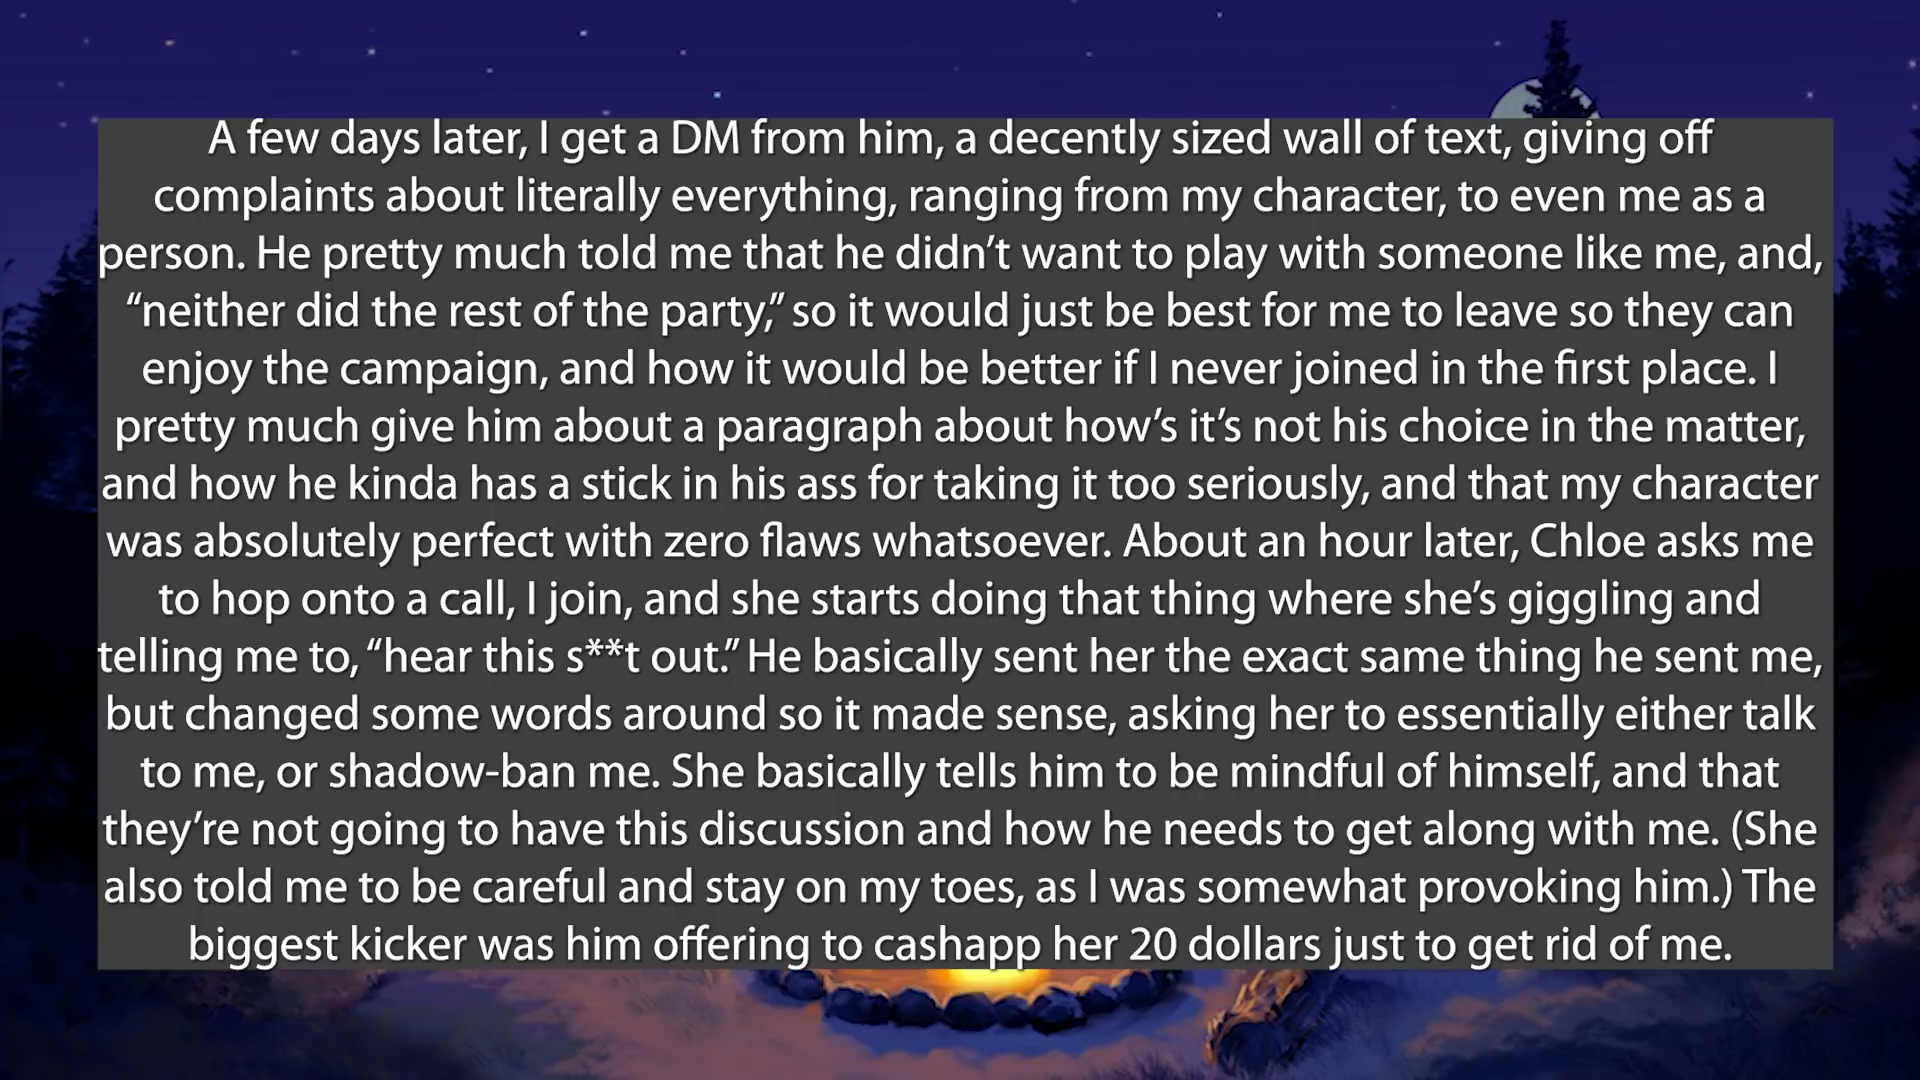 A few days later, I get a DM from him, a decently sized wall of text, giving off
complaints about literally everything, ranging from my character, to even me as a
person. He pretty much told me that he didn’t want to play with someone like me, and,
“neither did the rest of the party,” so it would just be best for me to leave so they can
enjoy the campaign, and how it would be better if I never joined in the first place. I
pretty much give him about a paragraph about how’s it’s not his choice in the matter,
and how he kinda has a stick in his ass for taking it too seriously, and that my character
was absolutely perfect with zero flaws whatsoever. About an hour later, Chloe asks me
to hop onto a call, I join, and she starts doing that thing where she’s giggling and
telling me to, “hear this s**t out.” He basically sent her the exact same thing he sent me,
but changed some words around so it made sense, asking her to essentially either talk
to me, or shadow-ban me. She basically tells him to be mindful of himself, and that
they’re not going to have this discussion and how he needs to get along with me. (She
also told me to be careful and stay on my toes, as I was somewhat provoking him.) The
biggest kicker was him offering to cashapp her 20 dollars just to get rid of me.